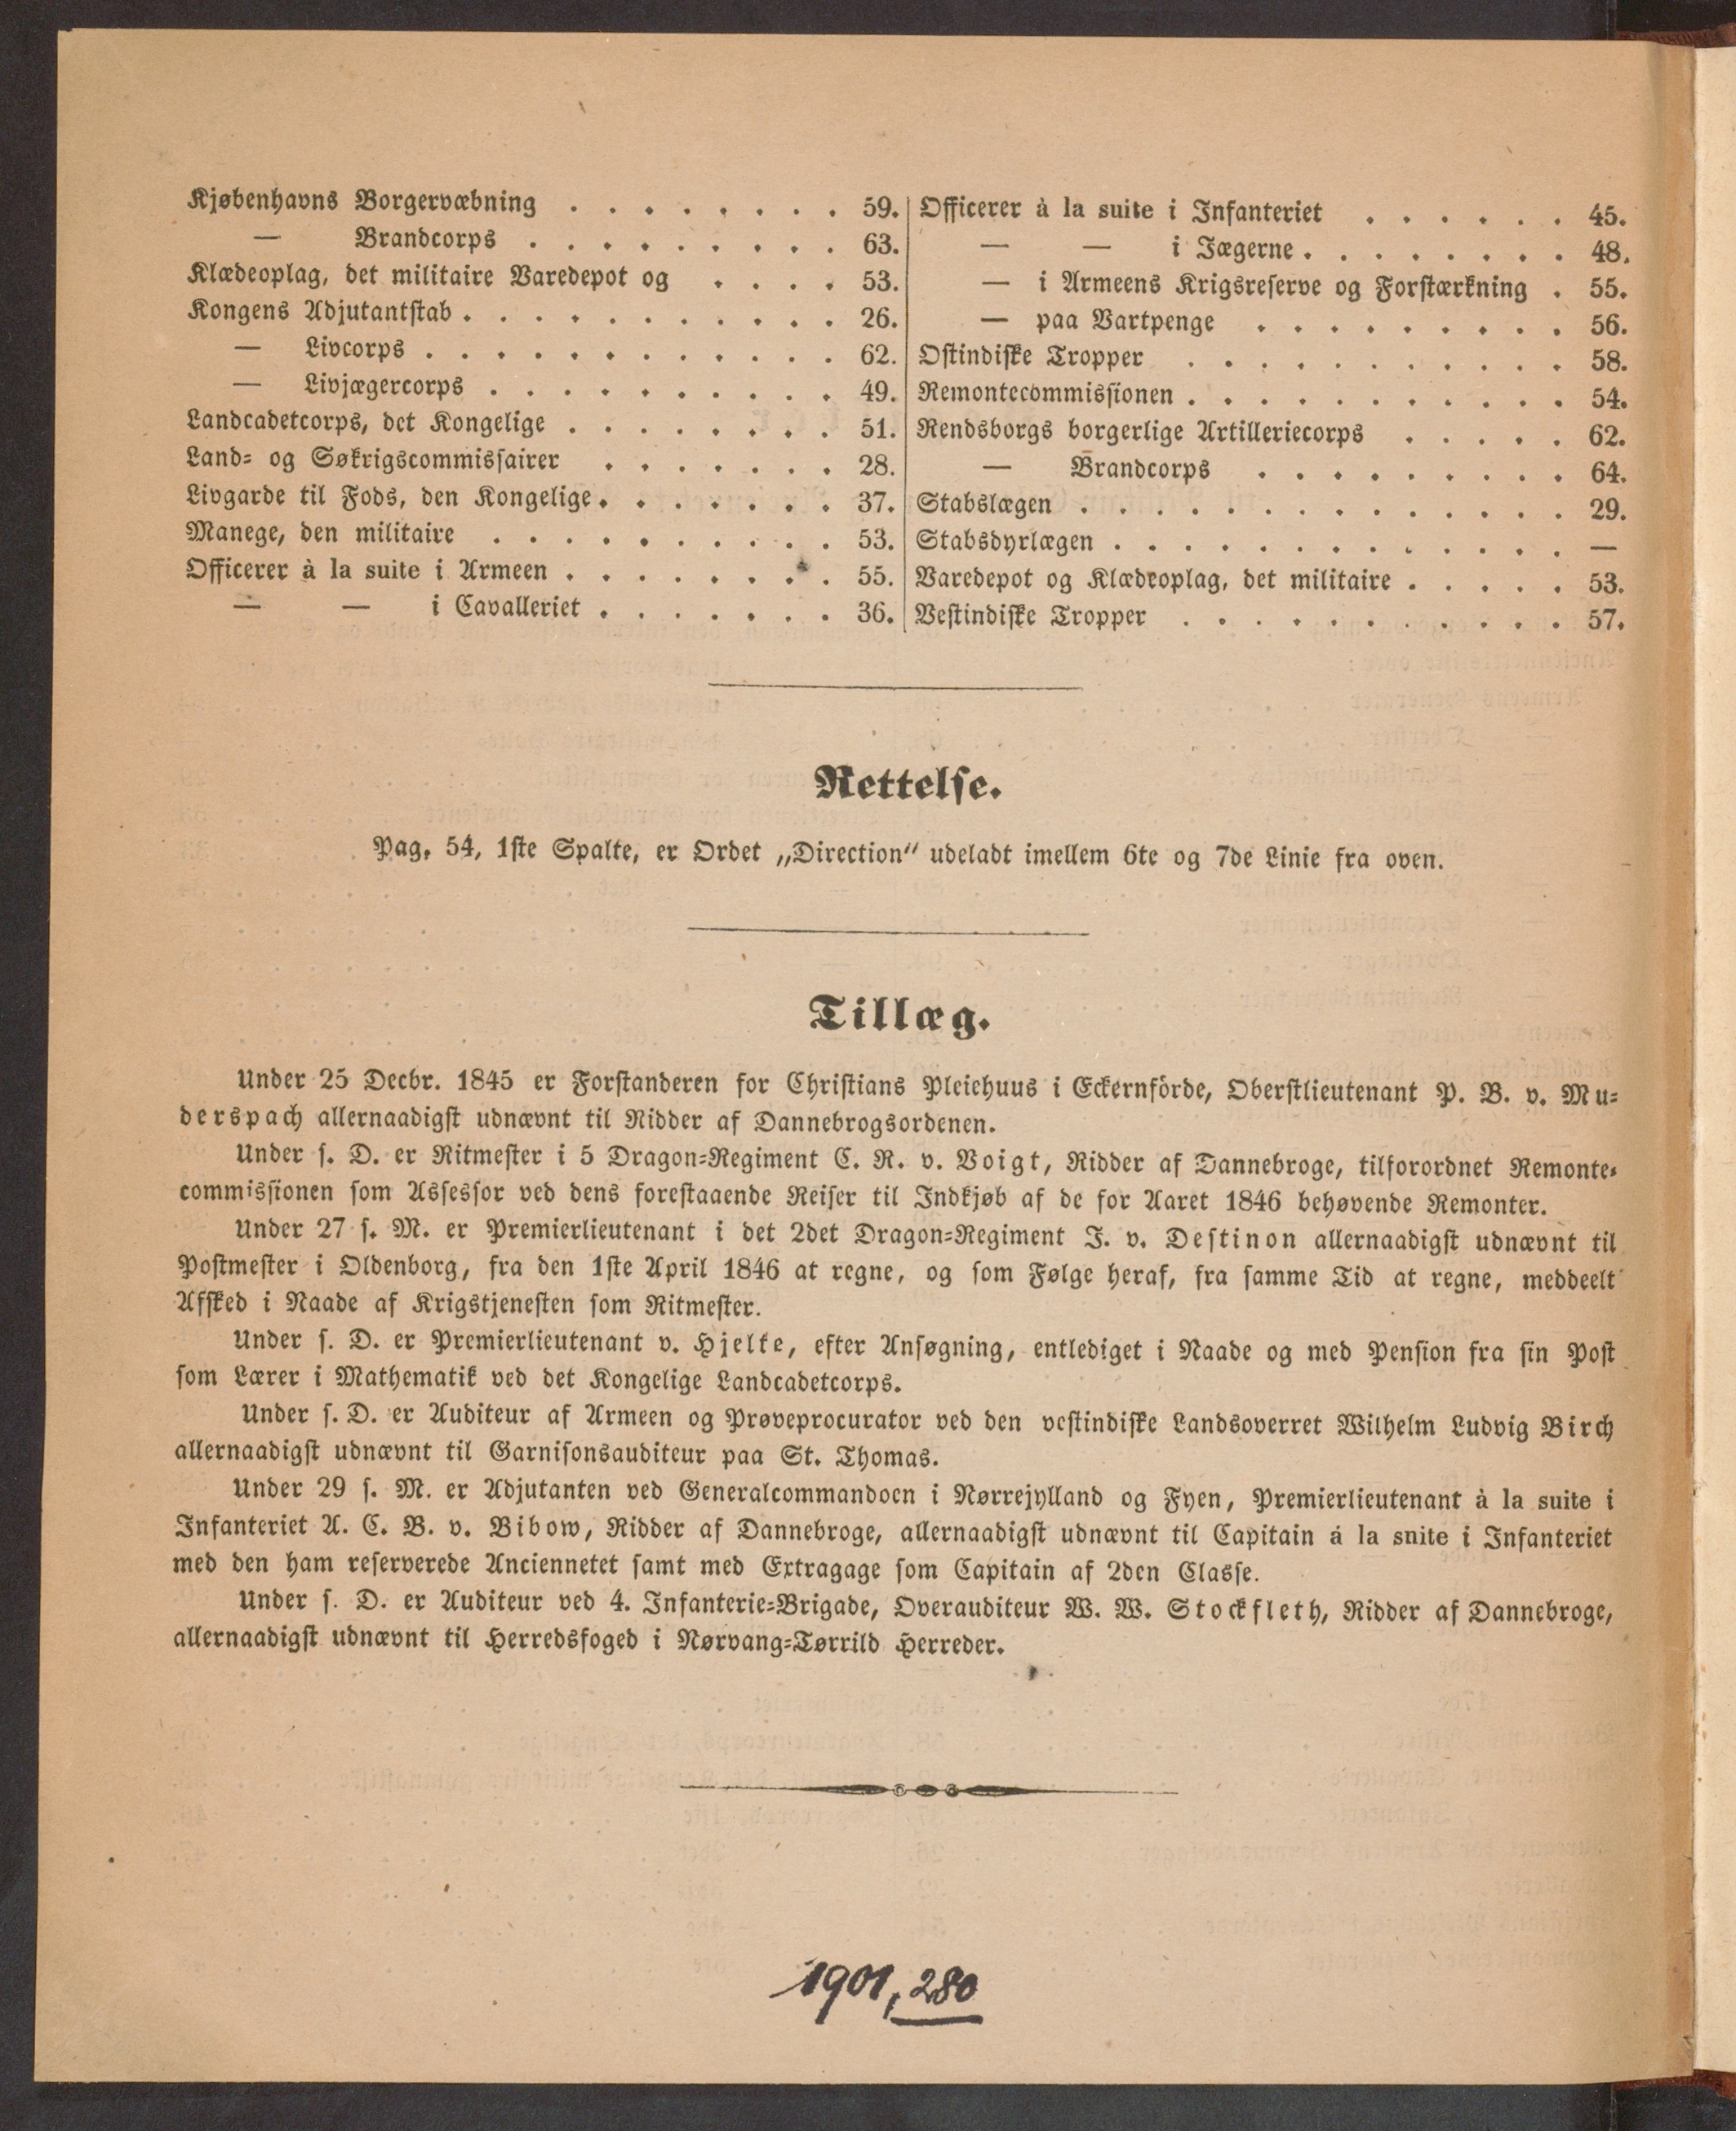 Kjøbenhavns Borgervæbning . . . . . . . . 59.
— Brandcorps . . . . . . . . . 63.
Klædeoplag, det militaire Varedepot og . . . . 53.
Kongens Adjutantstab . . . . . . . . . . . 26.
— Livcorps . . . . . . . . . . . . 62.
— Livjægercorps . . . . . . . . . . 49.
Landcadetcorps, det Kongelige . . . . . . . . 51.
Land- og Søkrigscommissairer . . . . . . . 28.
Livgarde til Fods, den Kongelige . . . . . . . 37.
Manege, den militaire . . . . . . . . . . 53.
Officerer à la suite i Armeen . . . . . . . . 55.
— — i Cavalleriet . . . . . . . 36.
Officerer à la suite i Infanteriet . . . . . . 45.
— — i Jægerne . . . . . . . . 48.
— i Armeens Krigsreserve og Forstærkning . 55.
— paa Vartpenge . . . . . . . . . 56.
Ostindiske Tropper . . . . . . . . . . . 58.
Remontecommissionen . . . . . . . . . . . 54.
Rendsborgs borgerlige Artilleriecorps . . . . . 62.
— Brandcorps . . . . . . . . . 64.
Stabslægen . . . . . . . . . . . . . . 29.
Stabsdyrlægen . . . . . . . . . . . . . —
Varedepot og Klædeoplag, det militaire . . . . . 53.
Vestindiske Tropper . . . . . . . . . . . 57.
Rettelse.
Pag. 54, 1ste Spalte, er Ordet „Direction“ udeladt imellem 6te og 7de Linie fra oven.
Tillæg.
Under 25 Decbr. 1845 er Forstanderen for Christians Pleiehuus i Eckernförde, Oberstlieutenant P. B. v. Mu-
derspach allernaadigst udnævnt til Ridder af Dannebrogsordenen.
Under s. D. er Ritmester i 5 Dragon-Regiment C. R. v. Voigt, Ridder af Dannebroge, tilforordnet Remonte-
commissionen som Assessor ved dens forestaaende Reiser til Indkjøb af de for Aaret 1846 behøvende Remonter.
Under 27 s. M. er Premierlieutenant i det 2det Dragon-Regiment J. v. Destinon allernaadigst udnævnt til
Postmester i Oldenborg, fra den 1ste April 1846 at regne, og som Følge heraf, fra samme Tid at regne, meddeelt
Afsked i Naade af Krigstjenesten som Ritmester.
Under s. D. er Premierlieutenant v. Hjelte, efter Ansøgning, entlediget i Naade og med Pension fra sin Post
som Lærer i Mathematik ved det Kongelige Landcadetcorps.
Under s. D. er Auditeur af Armeen og Prøveprocurator ved den vestindiske Landsoverret Wilhelm Ludvig Birch
allernaadigst udnævnt til Garnisonsauditeur paa St. Thomas.
Under 29 s. M. er Adjutanten ved Generalcommandoen i Nørrejylland og Fyen, Premierlieutenant à la suite i
Infanteriet A. C. B. v. Bibow, Ridder af Dannebroge, allernaadigst udnævnt til Capitain á la snite i Infanteriet
med den ham reserverede Anciennetet samt med Extragage som Capitain af 2den Classe.
Under s. D. er Auditeur ved 4. Infanterie-Brigade, Overauditeur W. W. Stockfleth, Ridder af Dannebroge,
allernaadigst udnævnt til Herredsfoged i Nørvang-Tørrild Herreder.
1901, 280